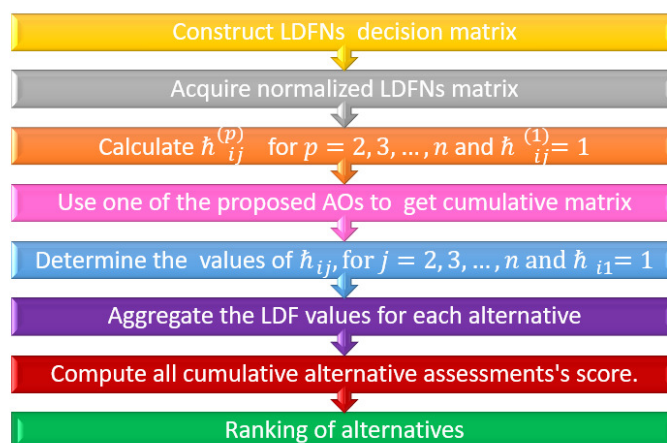 Construct LDFNs decision matrix
Acquire normalized LDFNs matrix
Calculate ℏ^{(p)}_{ij} for p = 2, 3, …, n and ℏ^{(1)}_{ij} = 1
Use one of the proposed AOs to get cumulative matrix
Determine the values of ℏ_{ij}, for j = 2, 3, …, n and ℏ_{i1} = 1
Aggregate the LDF values for each alternative
Compute all cumulative alternative assessments's score.
Ranking of alternatives